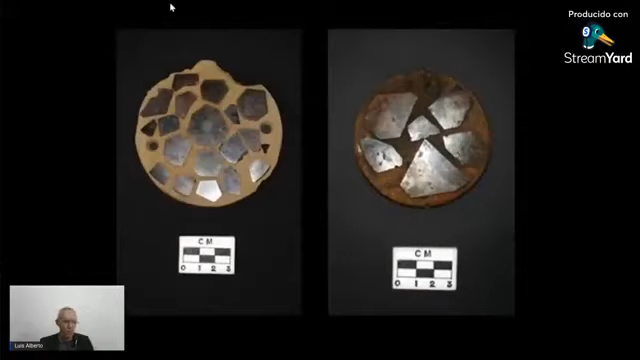 Producido con
StreamYard
CM
0 1 2 3
CM
0 1 2 3
Luis Alberto